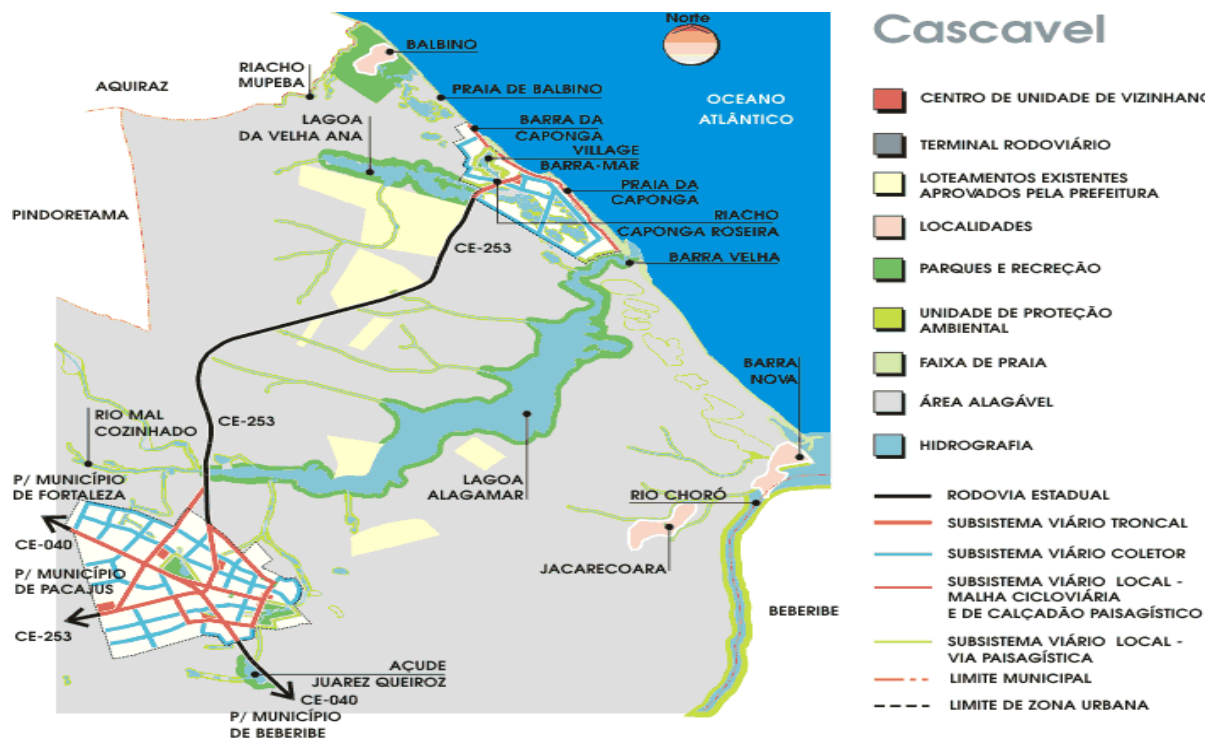 Norte
Cascavel
BALBINO
RIACHO
MUPEBA
AQUIRAZ
PRAIA DE BALBINO
OCEANO
ATLÂNTICO
LAGOA
DA VELHA ANA
BARRA DA
CAPONGA
VILLAGE
BARRA-MAR
PRAIA DA
CAPONGA
PINDORETAMA
RIACHO
CAPONGA ROSEIRA
CE-253
BARRA VELHA
BARRA
NOVA
RIO MAL
COZINHADO
CE-253
P/ MUNICÍPIO
DE FORTALEZA
LAGOA
ALAGAMAR
RIO CHORÓ
CE-040
P/ MUNICÍPIO
DE PACAJUS
JACARECOARA
BEBERIBE
CE-253
AÇUDE
JUAREZ QUEIROZ
CE-040
P/ MUNICÍPIO
DE BEBERIBE
CENTRO DE UNIDADE DE VIZINHANC
TERMINAL RODOVIÁRIO
LOTEAMENTOS EXISTENTES
APROVADOS PELA PREFEITURA
LOCALIDADES
PARQUES E RECREÇÃO
UNIDADE DE PROTEÇÃO
AMBIENTAL
FAIXA DE PRAIA
ÁREA ALAGÁVEL
HIDROGRAFIA
RODOVIA ESTADUAL
SUBSISTEMA VIÁRIO TRONCAL
SUBSISTEMA VIÁRIO COLETOR
SUBSISTEMA VIÁRIO LOCAL -
MALHA CICLOVIÁRIA
E DE CALÇADÃO PAISAGÍSTICO
SUBSISTEMA VIÁRIO LOCAL -
VIA PAISAGÍSTICA
LIMITE MUNICIPAL
LIMITE DE ZONA URBANA